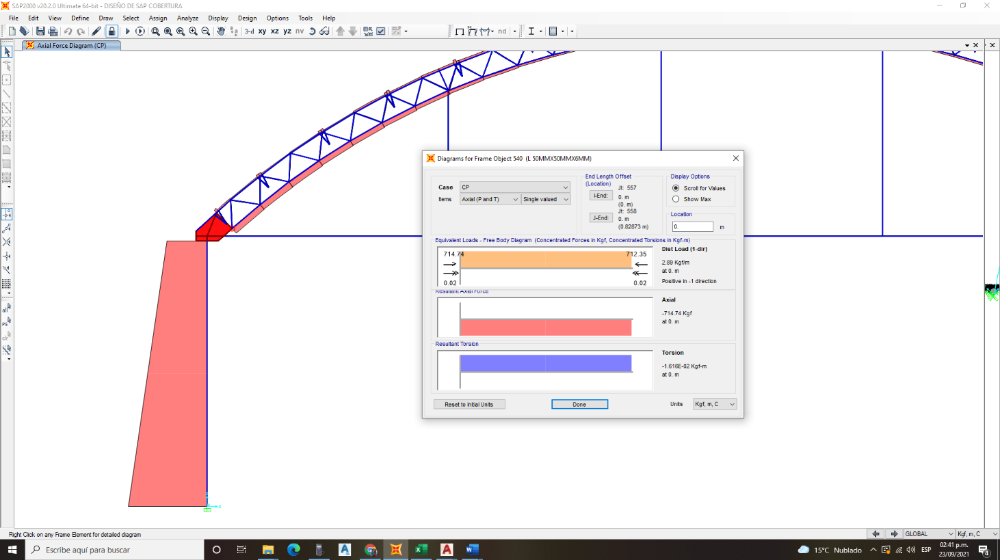 SAP2000 v20.2.0 Ultimate 64-bit - DISEÑO DE SAP COBERTURA
File Edit View Define Draw Select Assign Analyze Display Design Options Tools Help
3-d xy xz yz nv nd
Axial Force Diagram (CP)
Diagrams for Frame Object 540 (L 50MMX50MMX6MM)
Case CP
Items Axial (P and T) Single valued
End Length Offset
(Location)
I-End: Jt: 557
0. m
(0. m)
J-End: Jt: 558
0. m
(0.82873 m)
Display Options
Scroll for Values
Show Max
Location
0. m
Equivalent Loads - Free Body Diagram (Concentrated Forces in Kgf, Concentrated Torsions in Kgf-m)
714.74 712.35
0.02 0.02
Dist Load (1-dir)
2.89 Kgf/m
at 0. m
Positive in -1 direction
Resultant Axial Force
Axial
-714.74 Kgf
at 0. m
Resultant Torsion
Torsion
-1.616E-02 Kgf-m
at 0. m
Reset to Initial Units Done Units Kgf, m, C
all
PS
clr
X
Right Click on any Frame Element for detailed diagram GLOBAL Kgf, m, C
Escribe aquí para buscar 15°C Nublado ESP 02:41 p.m.
23/09/2021 4